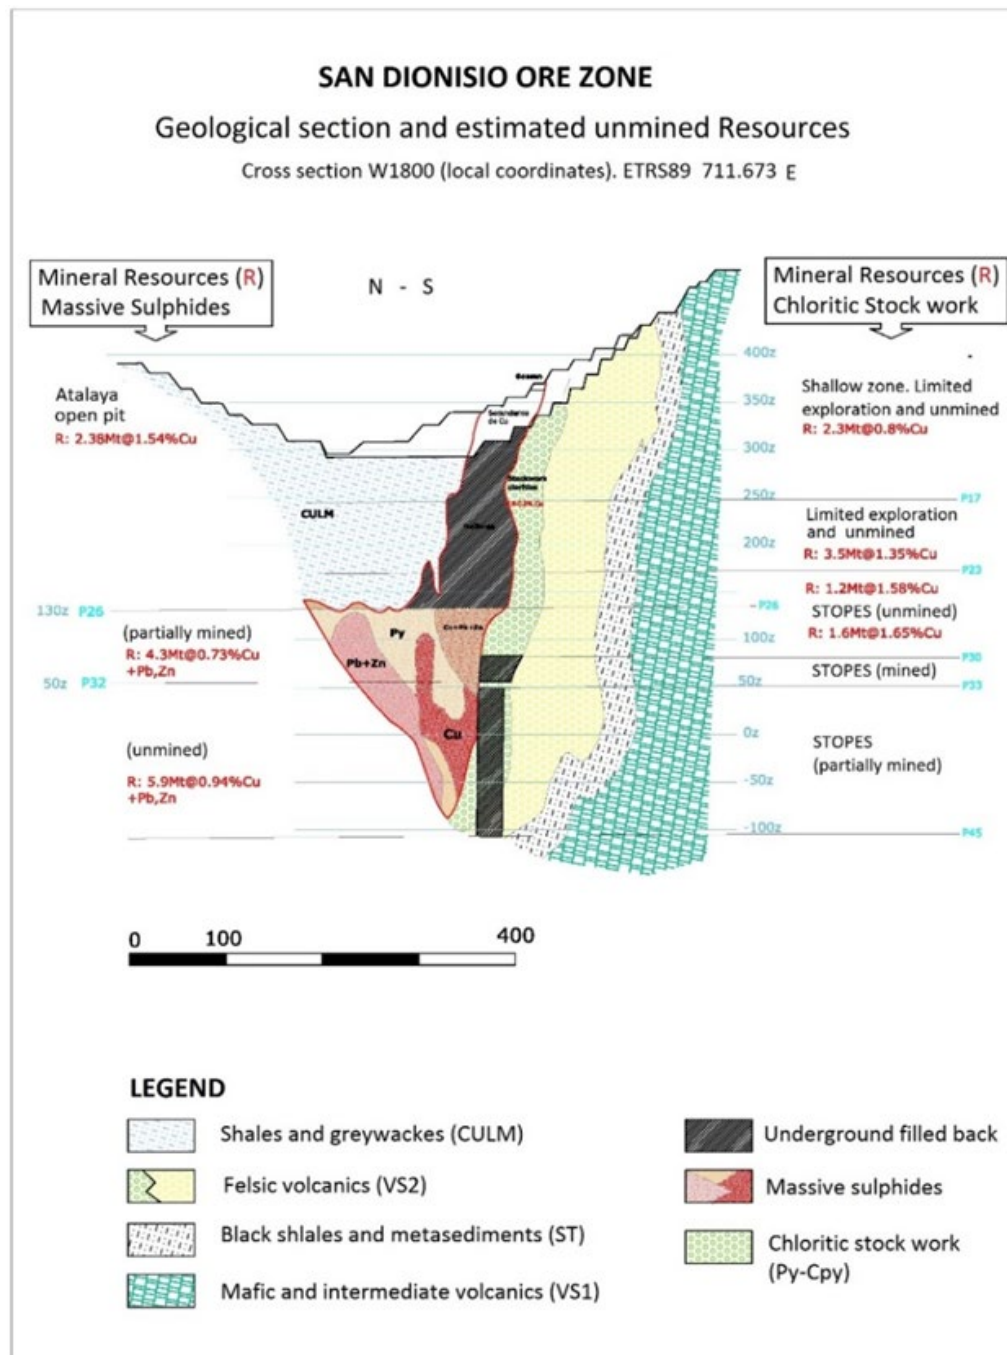 SAN DIONISIO ORE ZONE
Geological section and estimated unmined Resources
Cross section W1800 (local coordinates). ETRS89 711.673 E
Mineral Resources (R)
Massive Sulphides
N - S
Mineral Resources (R)
Chloritic Stock work
Atalaya
open pit
R: 2.38Mt@1.54%Cu
130z P26
(partially mined)
R: 4.3Mt@0.73%Cu
+Pb,Zn
50z P32
(unmined)
R: 5.9Mt@0.94%Cu
+Pb,Zn
CULM
Py
Pb+Zn
Cu
400z
350z
300z
250z
200z
P26
100z
50z
0z
-50z
-100z
Shallow zone. Limited
exploration and unmined
R: 2.3Mt@0.8%Cu
P17
Limited exploration
and unmined
R: 3.5Mt@1.35%Cu
P23
R: 1.2Mt@1.58%Cu
STOPES (unmined)
R: 1.6Mt@1.65%Cu
P30
STOPES (mined)
P33
STOPES
(partially mined)
P45
0 100 400
LEGEND
Shales and greywackes (CULM)
Felsic volcanics (VS2)
Black shlales and metasediments (ST)
Mafic and intermediate volcanics (VS1)
Underground filled back
Massive sulphides
Chloritic stock work
(Py-Cpy)